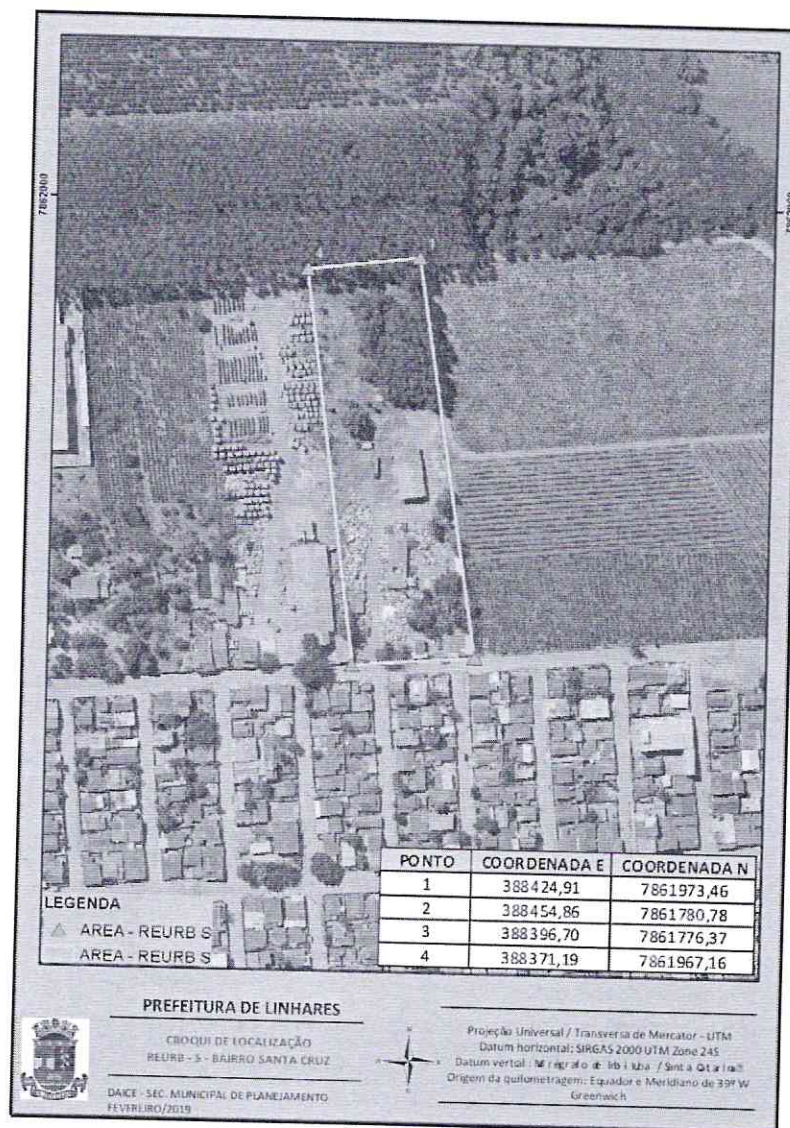 7862000
7862000
PONTO COORDENADA E COORDENADA N
1 388424,91 7861973,46
2 388454,86 7861780,78
3 388396,70 7861776,37
4 388371,19 7861967,16
LEGENDA
AREA - REURB S
AREA - REURB S
PREFEITURA DE LINHARES
CROQUI DE LOCALIZAÇÃO
REURB - S - BAIRRO SANTA CRUZ
DAICE - SEC. MUNICIPAL DE PLANEJAMENTO
FEVEREIRO/2019
Projeção Universal / Transversa de Mercator - UTM
Datum horizontal: SIRGAS 2000 UTM Zone 24S
Datum vertcal : / 
Origem da quilometragem: Equador e Meridiano de 39º W
Greenwich